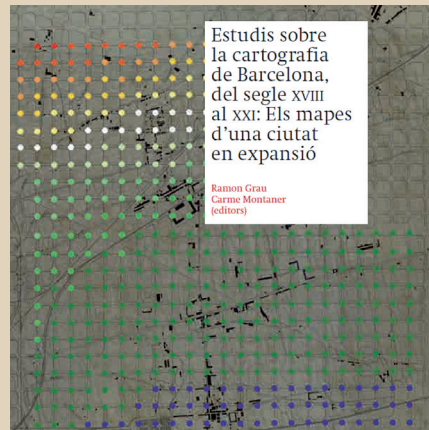 Estudis sobre
la cartografia
de Barcelona,
del segle XVIII
al XXI: Els mapes
d'una ciutat
en expansió
Ramon Grau
Carme Montaner
(editors)